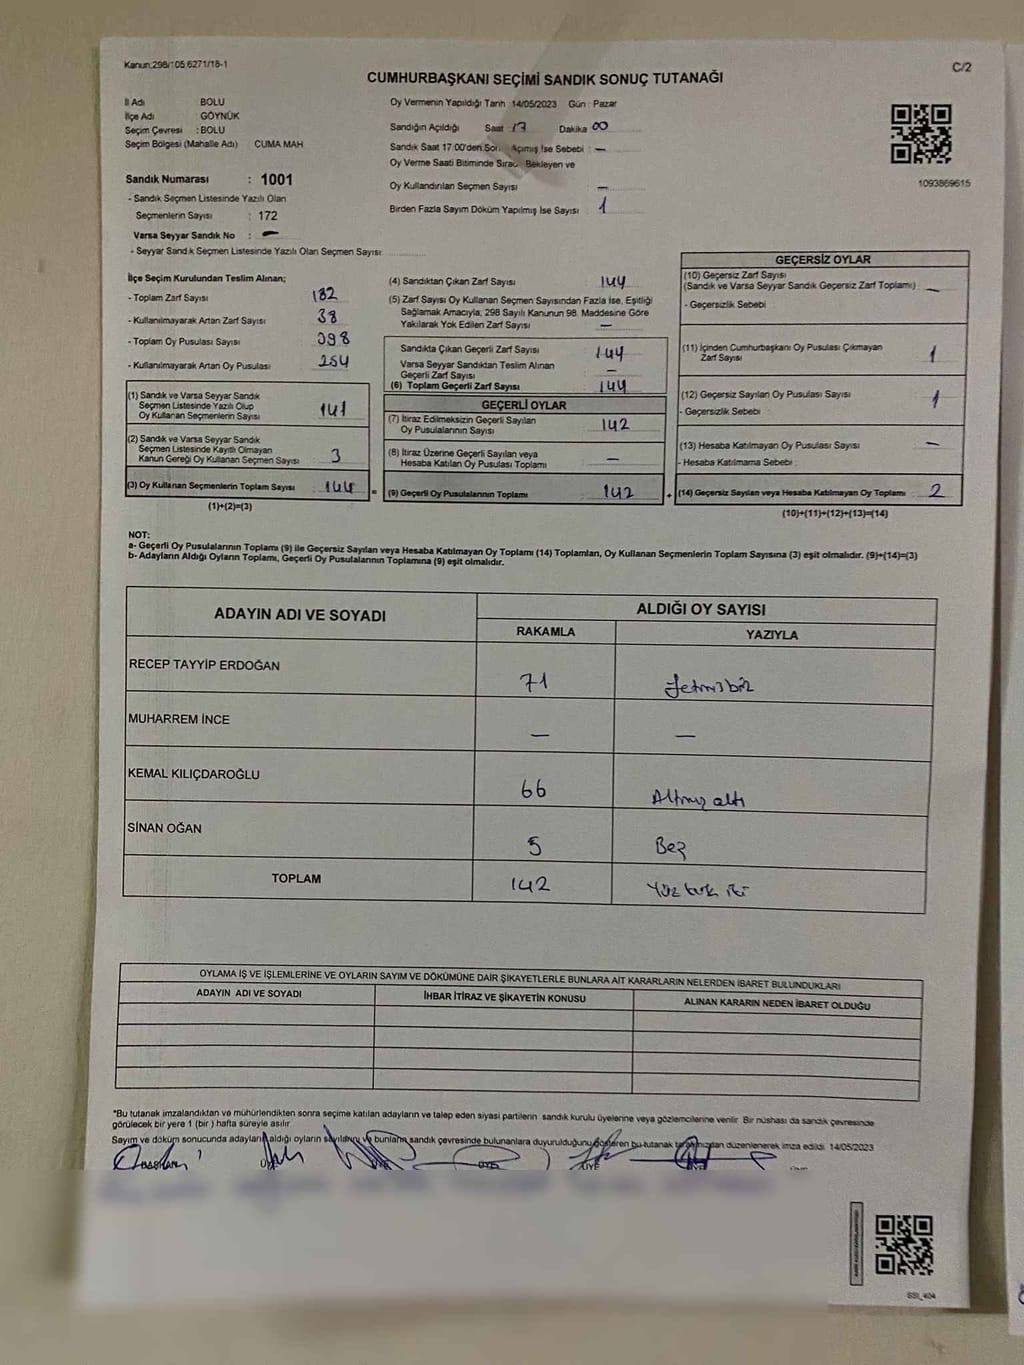 Kanun;298/105,6271/18-1
C/2
CUMHURBAŞKANI SEÇİMİ SANDIK SONUÇ TUTANAĞI
İl Adı BOLU
İlçe Adı GÖYNÜK
Seçim Çevresi : BOLU
Seçim Bölgesi (Mahalle Adı) CUMA MAH
Sandık Numarası : 1001
- Sandık Seçmen Listesinde Yazılı Olan
Seçmenlerin Sayısı : 172
Varsa Seyyar Sandık No : —
- Seyyar Sandık Seçmen Listesinde Yazılı Olan Seçmen Sayısı:
Oy Vermenin Yapıldığı Tarih 14/05/2023 Gün : Pazar
Sandığın Açıldığı Saat : 17 Dakika 00
Sandık Saat 17:00'den Son Açılmış İse Sebebi : —
Oy Verme Saati Bitiminde Sırada Bekleyen ve
Oy Kullandırılan Seçmen Sayısı —
Birden Fazla Sayım Döküm Yapılmış İse Sayısı 1
1093869615
İlçe Seçim Kurulundan Teslim Alınan;
- Toplam Zarf Sayısı 182
- Kullanılmayarak Artan Zarf Sayısı 38
- Toplam Oy Pusulası Sayısı 398
- Kullanılmayarak Artan Oy Pusulası 254
(1) Sandık ve Varsa Seyyar Sandık
Seçmen Listesinde Yazılı Olup
Oy Kullanan Seçmenlerin Sayısı 141
(2) Sandık ve Varsa Seyyar Sandık
Seçmen Listesinde Kayıtlı Olmayan
Kanun Gereği Oy Kullanan Seçmen Sayısı 3
(3) Oy Kullanan Seçmenlerin Toplam Sayısı 144
(1)+(2)=(3)
(4) Sandıktan Çıkan Zarf Sayısı 144
(5) Zarf Sayısı Oy Kullanan Seçmen Sayısından Fazla İse, Eşitliği
Sağlamak Amacıyla, 298 Sayılı Kanunun 98. Maddesine Göre
Yakılarak Yok Edilen Zarf Sayısı —
Sandıkta Çıkan Geçerli Zarf Sayısı 144
Varsa Seyyar Sandıktan Teslim Alınan
Geçerli Zarf Sayısı —
(6) Toplam Geçerli Zarf Sayısı 144
GEÇERLİ OYLAR
(7) İtiraz Edilmeksizin Geçerli Sayılan
Oy Pusulalarının Sayısı 142
(8) İtiraz Üzerine Geçerli Sayılan veya
Hesaba Katılan Oy Pusulası Toplamı —
= (9) Geçerli Oy Pusulalarının Toplamı 142
GEÇERSİZ OYLAR
(10) Geçersiz Zarf Sayısı
(Sandık ve Varsa Seyyar Sandık Geçersiz Zarf Toplamı) —
- Geçersizlik Sebebi
(11) İçinden Cumhurbaşkanı Oy Pusulası Çıkmayan
Zarf Sayısı 1
(12) Geçersiz Sayılan Oy Pusulası Sayısı 1
- Geçersizlik Sebebi
(13) Hesaba Katılmayan Oy Pusulası Sayısı —
- Hesaba Katılmama Sebebi :
+ (14) Geçersiz Sayılan veya Hesaba Katılmayan Oy Toplamı 2
(10)+(11)+(12)+(13)=(14)
NOT:
a- Geçerli Oy Pusulalarının Toplamı (9) ile Geçersiz Sayılan veya Hesaba Katılmayan Oy Toplamı (14) Toplamları, Oy Kullanan Seçmenlerin Toplam Sayısına (3) eşit olmalıdır. (9)+(14)=(3)
b- Adayların Aldığı Oyların Toplamı, Geçerli Oy Pusulalarının Toplamına (9) eşit olmalıdır.
ADAYIN ADI VE SOYADI ALDIĞI OY SAYISI
RAKAMLA YAZIYLA
RECEP TAYYİP ERDOĞAN 71 Yetmişbir
MUHARREM İNCE — —
KEMAL KILIÇDAROĞLU 66 Altmış altı
SİNAN OĞAN 5 Beş
TOPLAM 142 Yüz kırk iki
OYLAMA İŞ VE İŞLEMLERİNE VE OYLARIN SAYIM VE DÖKÜMÜNE DAİR ŞİKAYETLERLE BUNLARA AİT KARARLARIN NELERDEN İBARET BULUNDUKLARI
ADAYIN ADI VE SOYADI İHBAR İTİRAZ VE ŞİKAYETİN KONUSU ALINAN KARARIN NEDEN İBARET OLDUĞU
*Bu tutanak imzalandıktan ve mühürlendikten sonra seçime katılan adayların ve talep eden siyasi partilerin sandık kurulu üyelerine veya gözlemcilerine verilir. Bir nüshası da sandık çevresinde
görülecek bir yere 1 (bir) hafta süreyle asılır
Sayım ve döküm sonucunda adayların aldığı oyların sayılarını ve bunların sandık çevresinde bulunanlara duyurulduğunu gösteren bu tutanak tarafımızdan düzenlenerek imza edildi. 14/05/2023
BAŞKAN ÜYE ÜYE ÜYE
SSİ_404